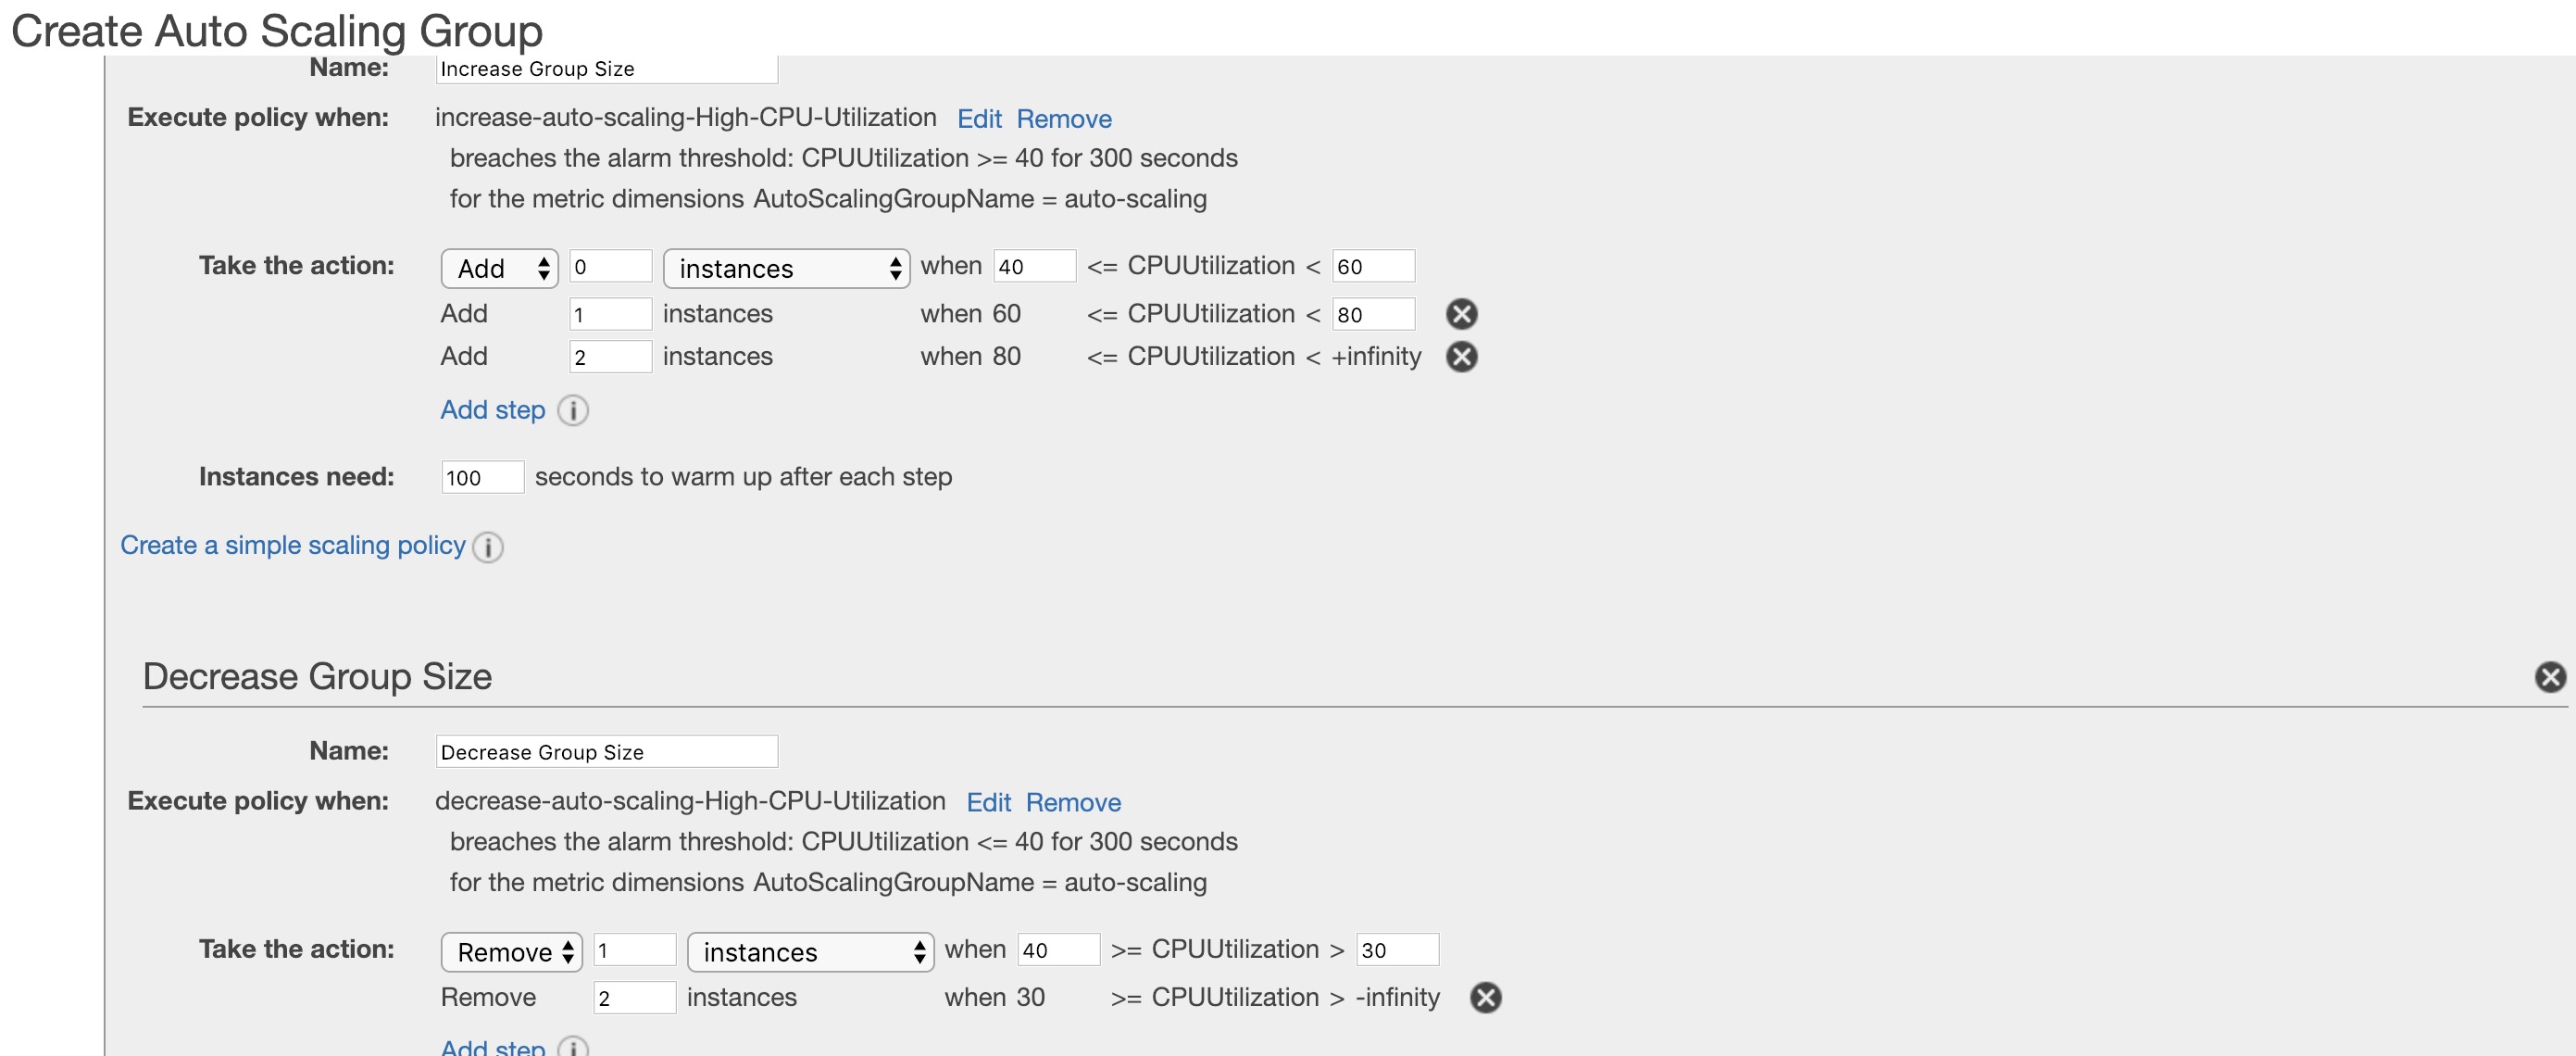 Create Auto Scaling Group
Name: Increase Group Size
Execute policy when: increase-auto-scaling-High-CPU-Utilization Edit Remove
breaches the alarm threshold: CPUUtilization >= 40 for 300 seconds
for the metric dimensions AutoScalingGroupName = auto-scaling
Take the action: Add 0 instances when 40 <= CPUUtilization < 60
Add 1 instances when 60 <= CPUUtilization < 80
Add 2 instances when 80 <= CPUUtilization < +infinity
Add step i
Instances need: 100 seconds to warm up after each step
Create a simple scaling policy i
Decrease Group Size
Name: Decrease Group Size
Execute policy when: decrease-auto-scaling-High-CPU-Utilization Edit Remove
breaches the alarm threshold: CPUUtilization <= 40 for 300 seconds
for the metric dimensions AutoScalingGroupName = auto-scaling
Take the action: Remove 1 instances when 40 >= CPUUtilization > 30
Remove 2 instances when 30 >= CPUUtilization > -infinity
Add step i